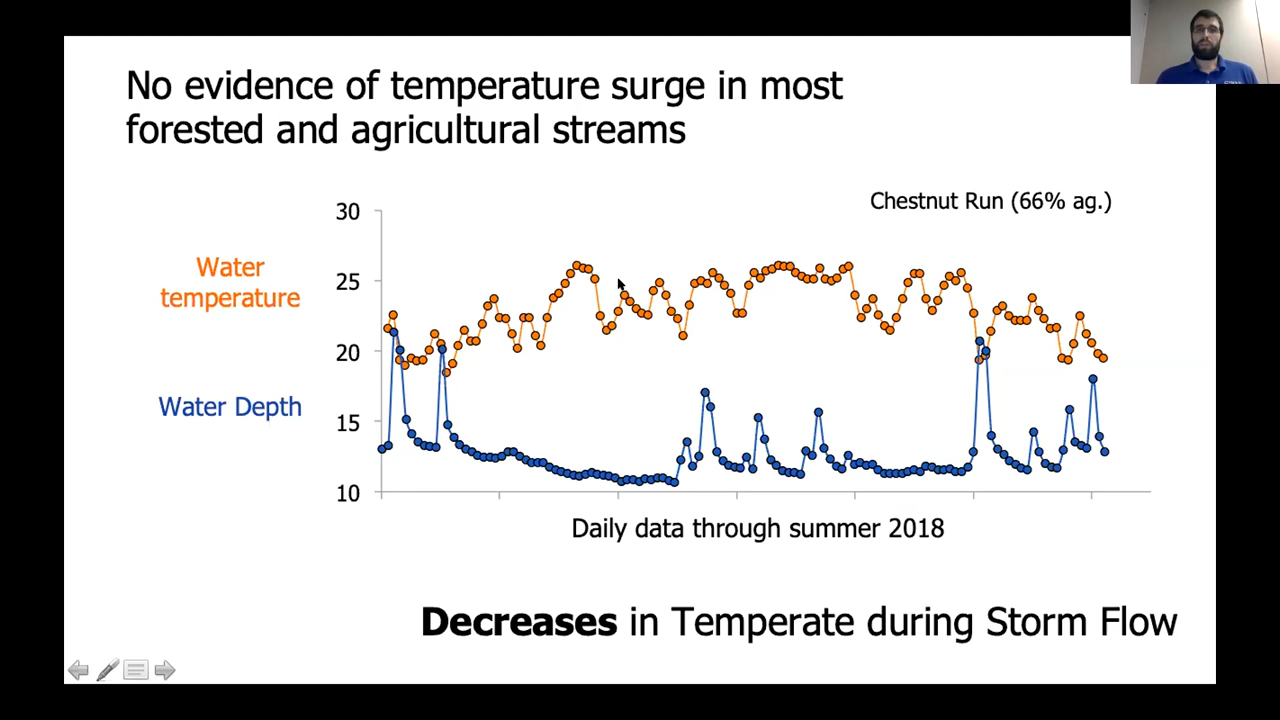 No evidence of temperature surge in most
forested and agricultural streams
Chestnut Run (66% ag.)
30
25
20
15
10
Water
temperature
Water Depth
Daily data through summer 2018
Decreases in Temperate during Storm Flow